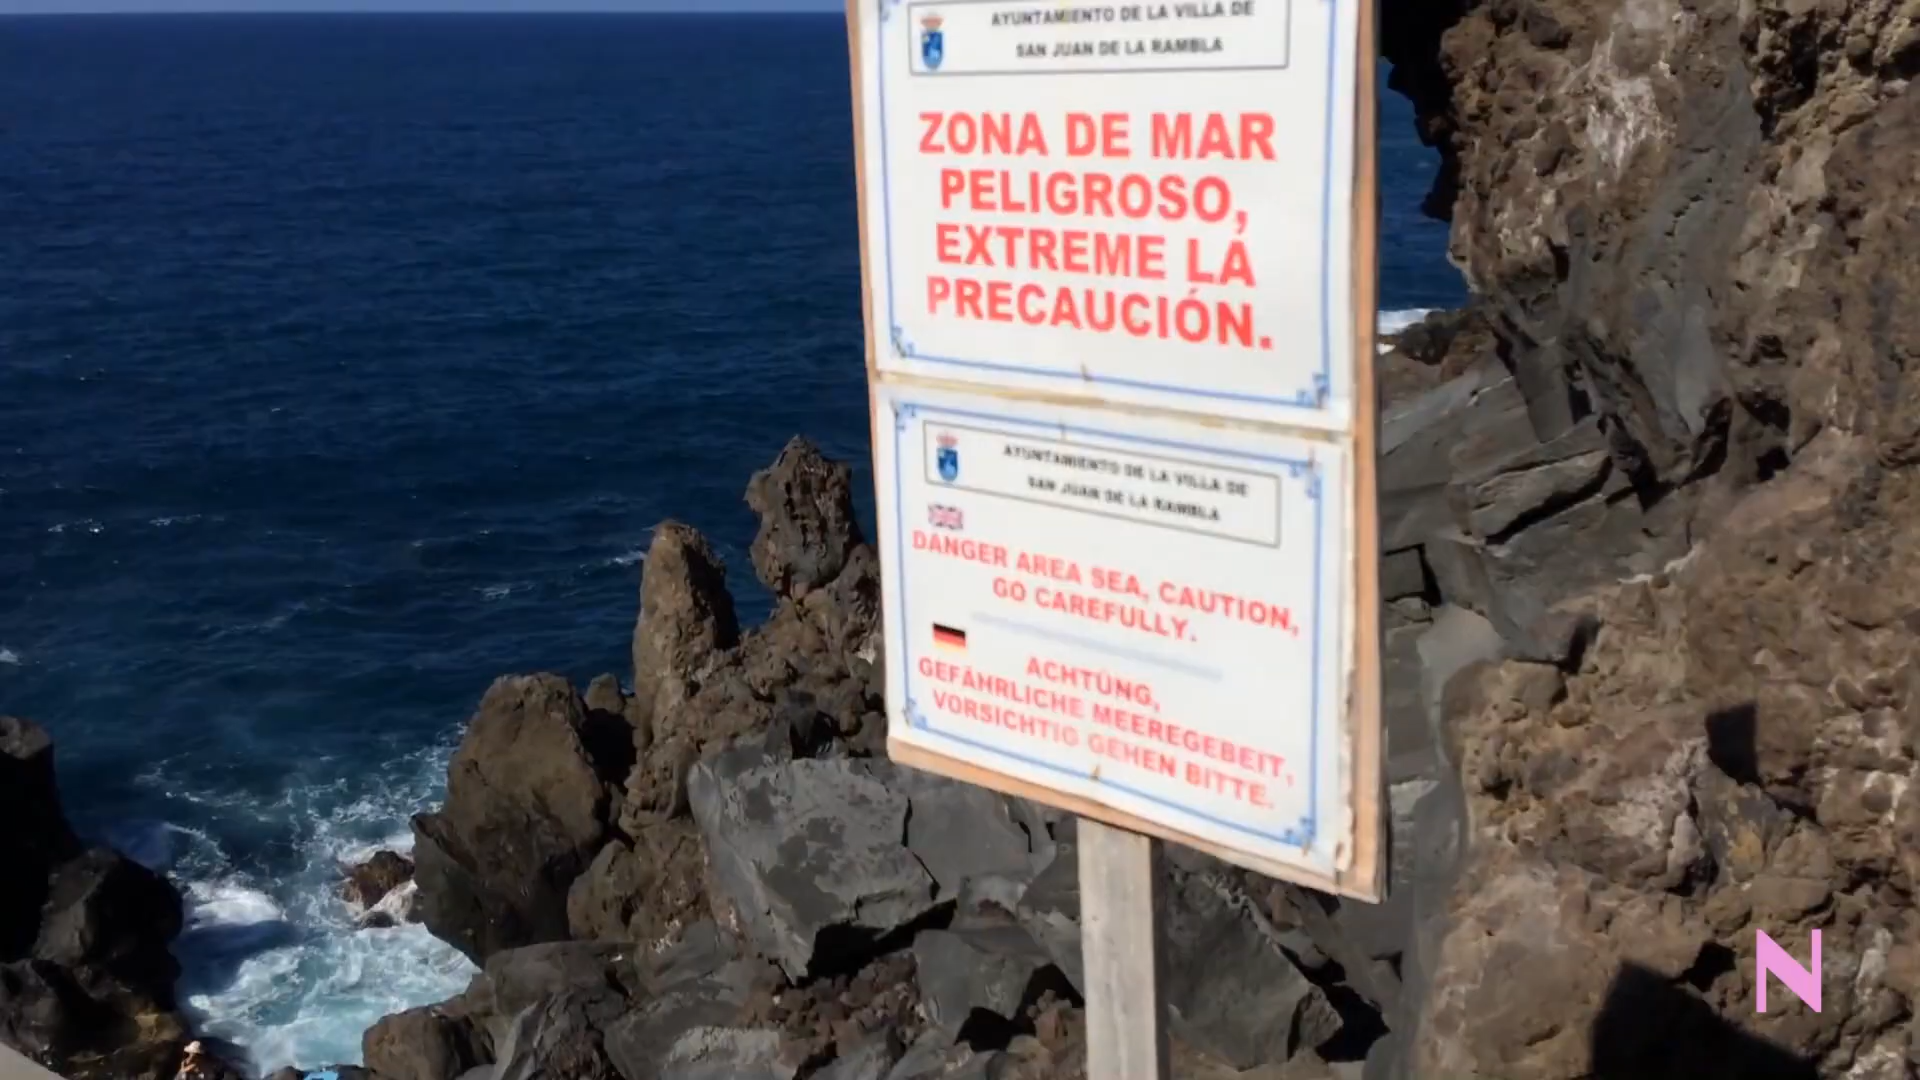 AYUNTAMIENTO DE LA VILLA DE
SAN JUAN DE LA RAMBLA
ZONA DE MAR
PELIGROSO,
EXTREME LA
PRECAUCIÓN.
AYUNTAMIENTO DE LA VILLA DE
SAN JUAN DE LA RAMBLA
DANGER AREA SEA, CAUTION,
GO CAREFULLY.
ACHTUNG,
GEFÄHRLICHE MEEREGEBEIT,
VORSICHTIG GEHEN BITTE.
N